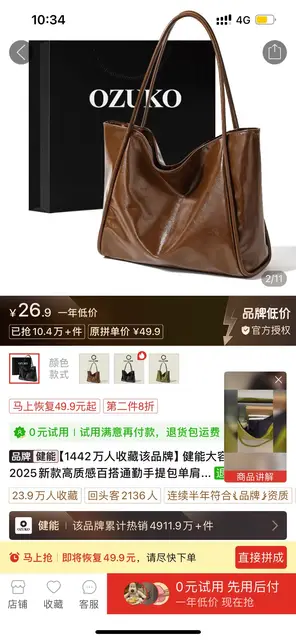 10:34
4G
OZUKO
2/11
¥26.9 一年低价
品牌低价
已抢10.4万+件
原拼单价 ¥49.9
官方授权
颜色
款式
马上恢复49.9元起
第二件8折
0元试用
试用满意再付款，退货包运费
品牌 健能 【1442万人收藏该品牌】健能大容
2025新款高质感百搭通勤手提包单肩...
退
商品讲解
23.9万人收藏
回头客2136人
连续半年符合《品牌》资质
OZUKO
健能
该品牌累计热销4911.9万+件
马上抢
即将恢复49.9元，请尽快下单
直接拼成
0元试用 先用后付
一年低价 现在抢
店铺
收藏
客服